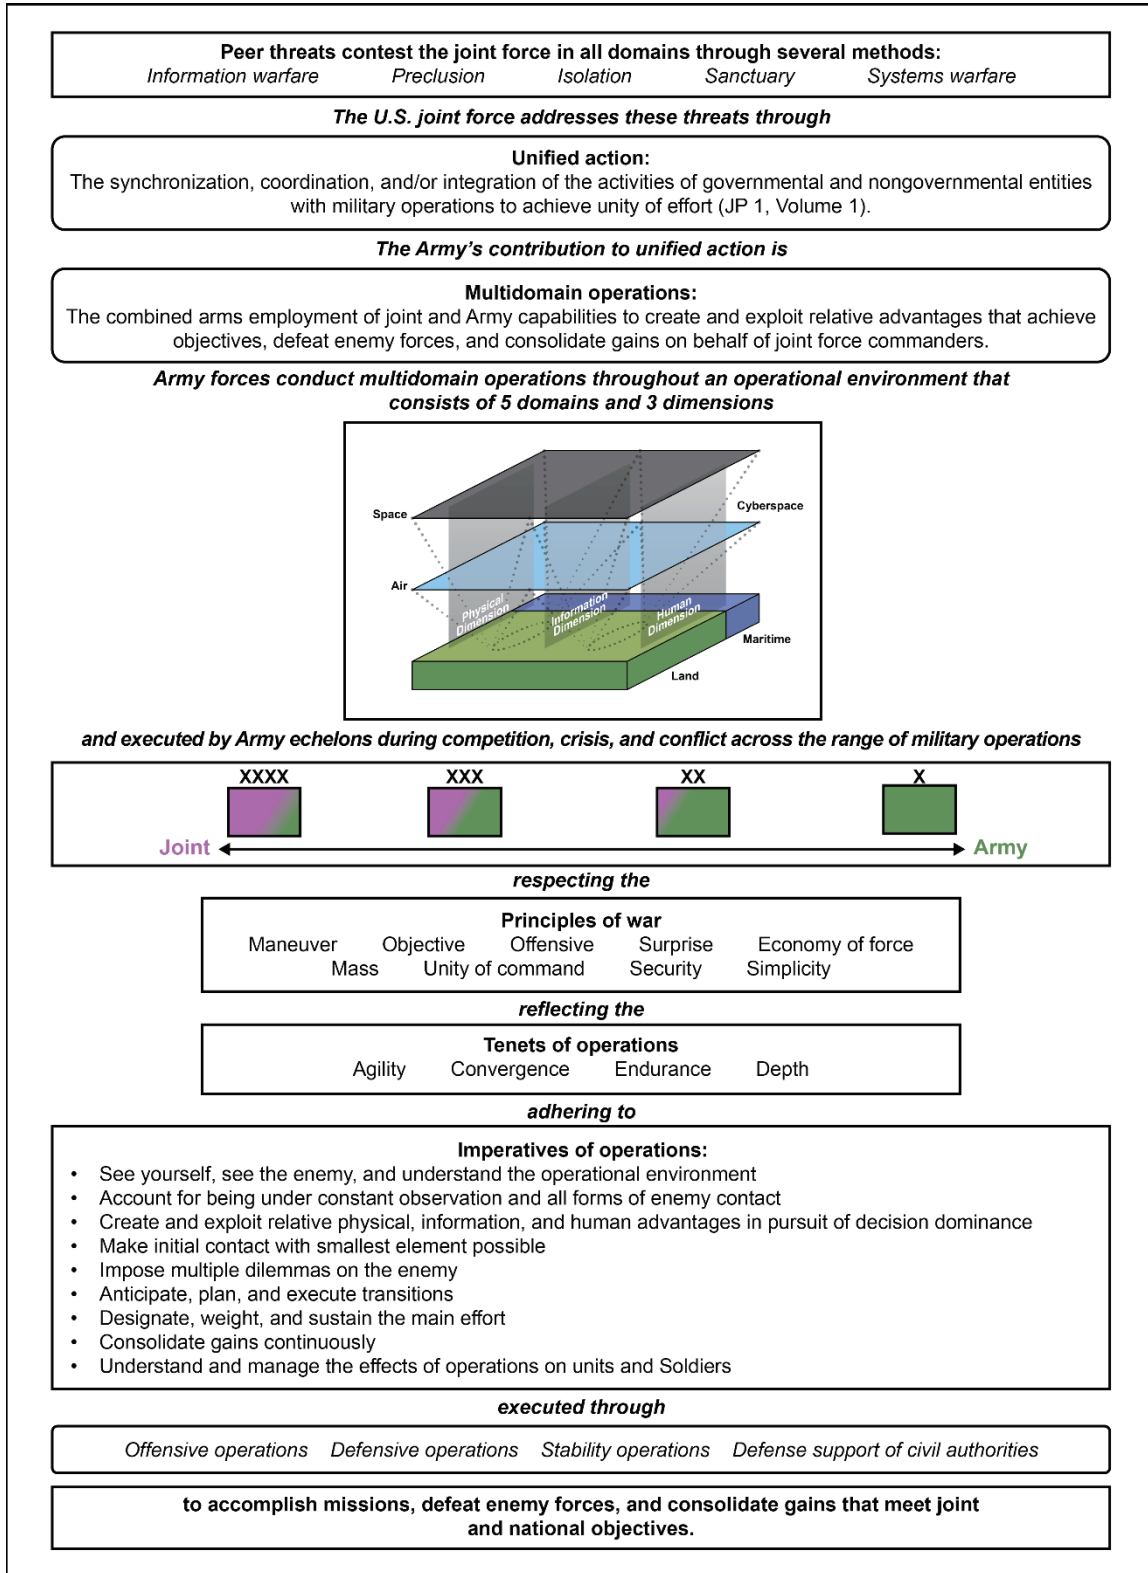 Peer threats contest the joint force in all domains through several methods:
Information warfare Preclusion Isolation Sanctuary Systems warfare
The U.S. joint force addresses these threats through
Unified action:
The synchronization, coordination, and/or integration of the activities of governmental and nongovernmental entities
with military operations to achieve unity of effort (JP 1, Volume 1).
The Army’s contribution to unified action is
Multidomain operations:
The combined arms employment of joint and Army capabilities to create and exploit relative advantages that achieve
objectives, defeat enemy forces, and consolidate gains on behalf of joint force commanders.
Army forces conduct multidomain operations throughout an operational environment that
consists of 5 domains and 3 dimensions
Space
Cyberspace
Air
Physical
Dimension
Information
Dimension
Human
Dimension
Maritime
Land
and executed by Army echelons during competition, crisis, and conflict across the range of military operations
XXXX XXX XX X
Joint Army
respecting the
Principles of war
Maneuver Objective Offensive Surprise Economy of force
Mass Unity of command Security Simplicity
reflecting the
Tenets of operations
Agility Convergence Endurance Depth
adhering to
Imperatives of operations:
• See yourself, see the enemy, and understand the operational environment
• Account for being under constant observation and all forms of enemy contact
• Create and exploit relative physical, information, and human advantages in pursuit of decision dominance
• Make initial contact with smallest element possible
• Impose multiple dilemmas on the enemy
• Anticipate, plan, and execute transitions
• Designate, weight, and sustain the main effort
• Consolidate gains continuously
• Understand and manage the effects of operations on units and Soldiers
executed through
Offensive operations Defensive operations Stability operations Defense support of civil authorities
to accomplish missions, defeat enemy forces, and consolidate gains that meet joint
and national objectives.